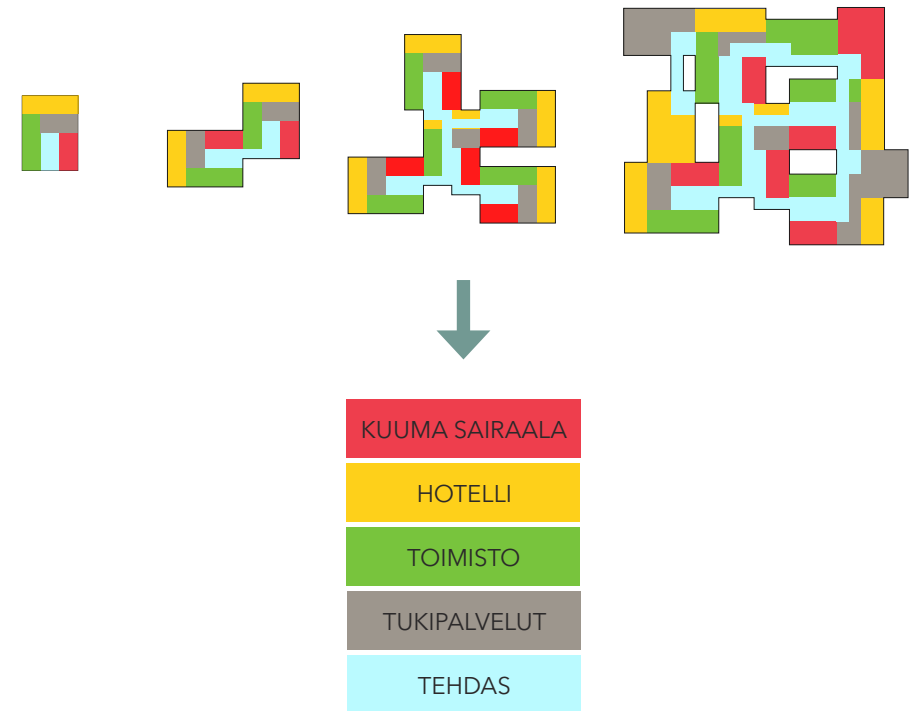 KUUMA SAIRAALA
HOTELLI
TOIMISTO
TUKIPALVELUT
TEHDAS